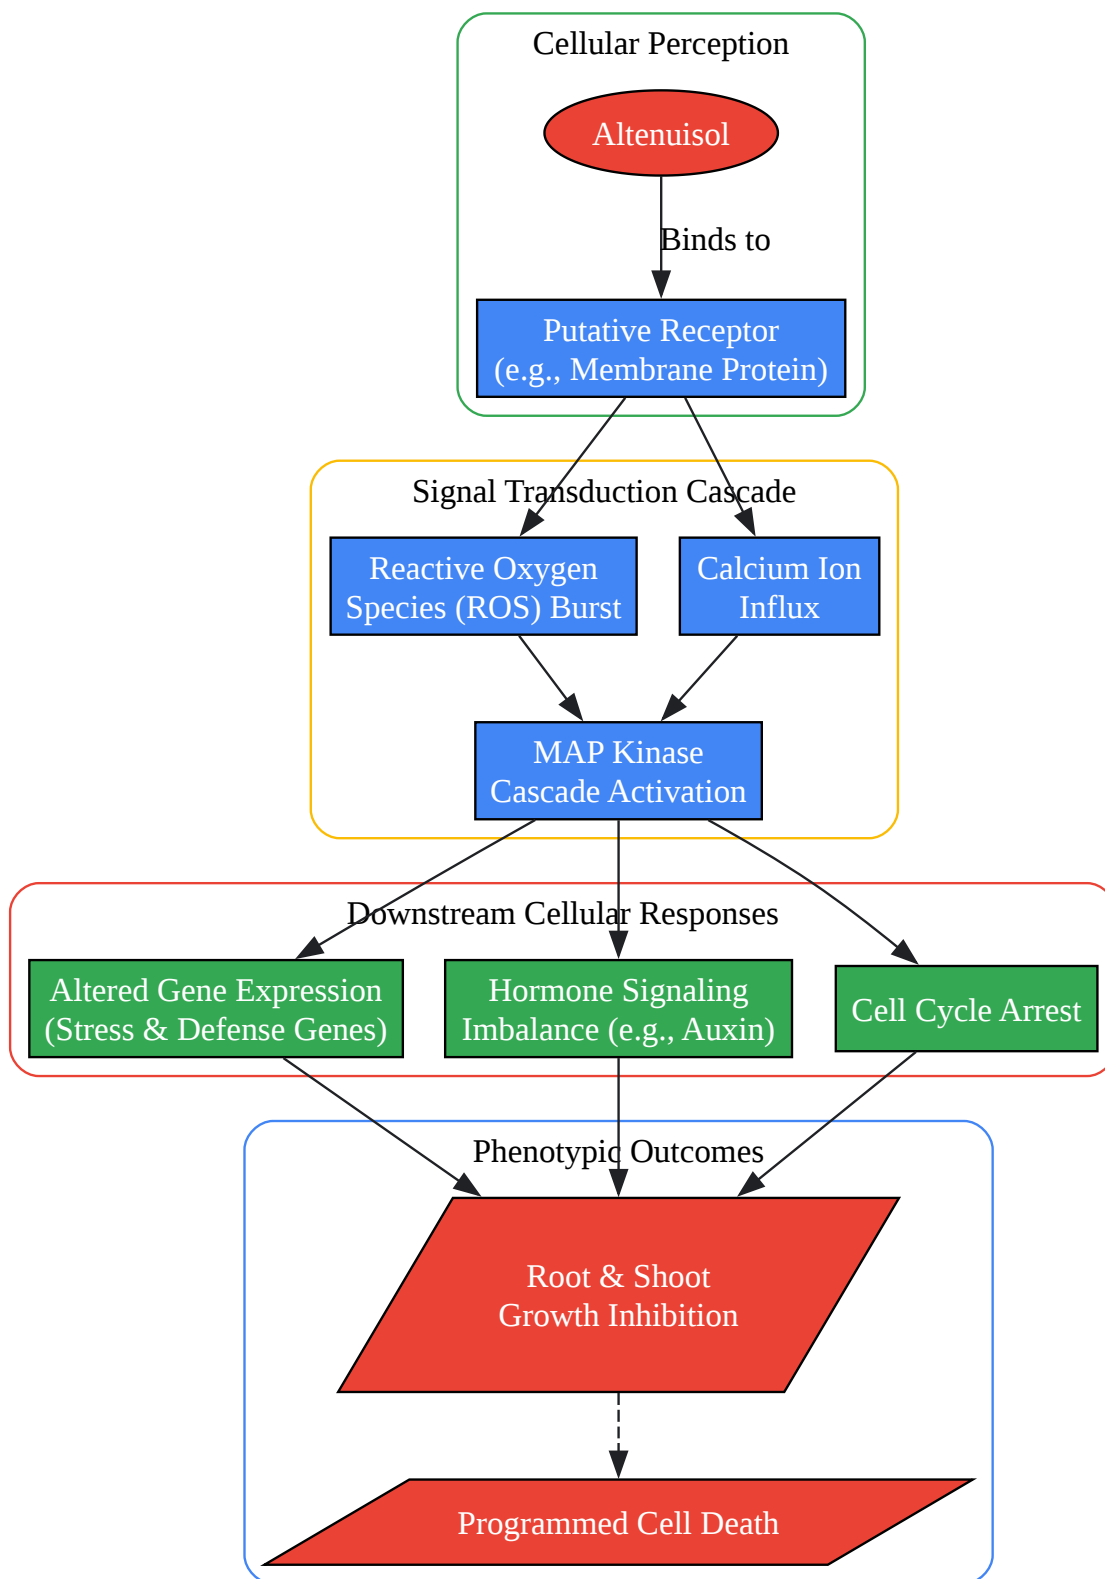 Cellular Perception
Altenuisol
Binds to
Putative Receptor
(e.g., Membrane Protein)
Signal Transduction Cascade
Reactive Oxygen
Species (ROS) Burst
Calcium Ion
Influx
MAP Kinase
Cascade Activation
Downstream Cellular Responses
Altered Gene Expression
(Stress & Defense Genes)
Hormone Signaling
Imbalance (e.g., Auxin)
Cell Cycle Arrest
Phenotypic Outcomes
Root & Shoot
Growth Inhibition
Programmed Cell Death